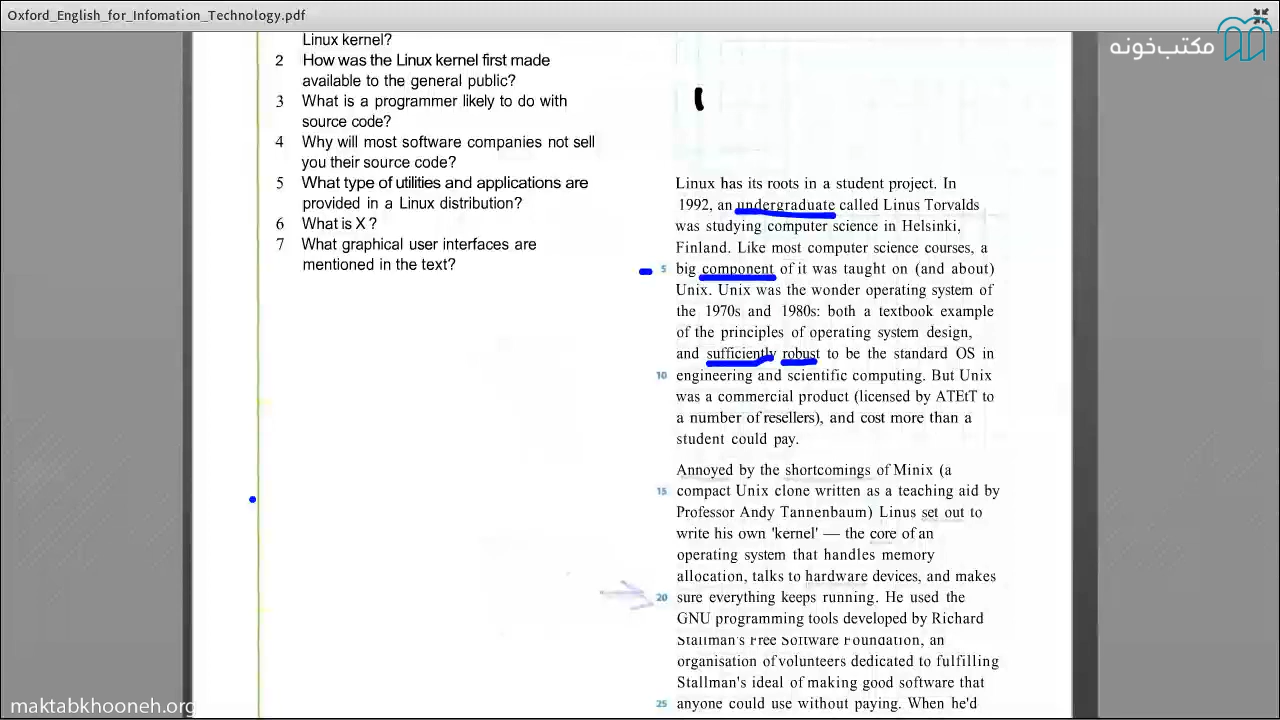 Oxford_English_for_Infomation_Technology.pdf
مکتب‌خونه
Linux kernel?
2 How was the Linux kernel first made
available to the general public?
3 What is a programmer likely to do with
source code?
4 Why will most software companies not sell
you their source code?
5 What type of utilities and applications are
provided in a Linux distribution?
6 What is X ?
7 What graphical user interfaces are
mentioned in the text?
Linux has its roots in a student project. In
1992, an undergraduate called Linus Torvalds
was studying computer science in Helsinki,
Finland. Like most computer science courses, a
5 big component of it was taught on (and about)
Unix. Unix was the wonder operating system of
the 1970s and 1980s: both a textbook example
of the principles of operating system design,
and sufficiently robust to be the standard OS in
10 engineering and scientific computing. But Unix
was a commercial product (licensed by ATEtT to
a number of resellers), and cost more than a
student could pay.
Annoyed by the shortcomings of Minix (a
15 compact Unix clone written as a teaching aid by
Professor Andy Tannenbaum) Linus set out to
write his own 'kernel' — the core of an
operating system that handles memory
allocation, talks to hardware devices, and makes
20 sure everything keeps running. He used the
GNU programming tools developed by Richard
Stallman's Free Software Foundation, an
organisation of volunteers dedicated to fulfilling
Stallman's ideal of making good software that
25 anyone could use without paying. When he'd
maktabkhooneh.org